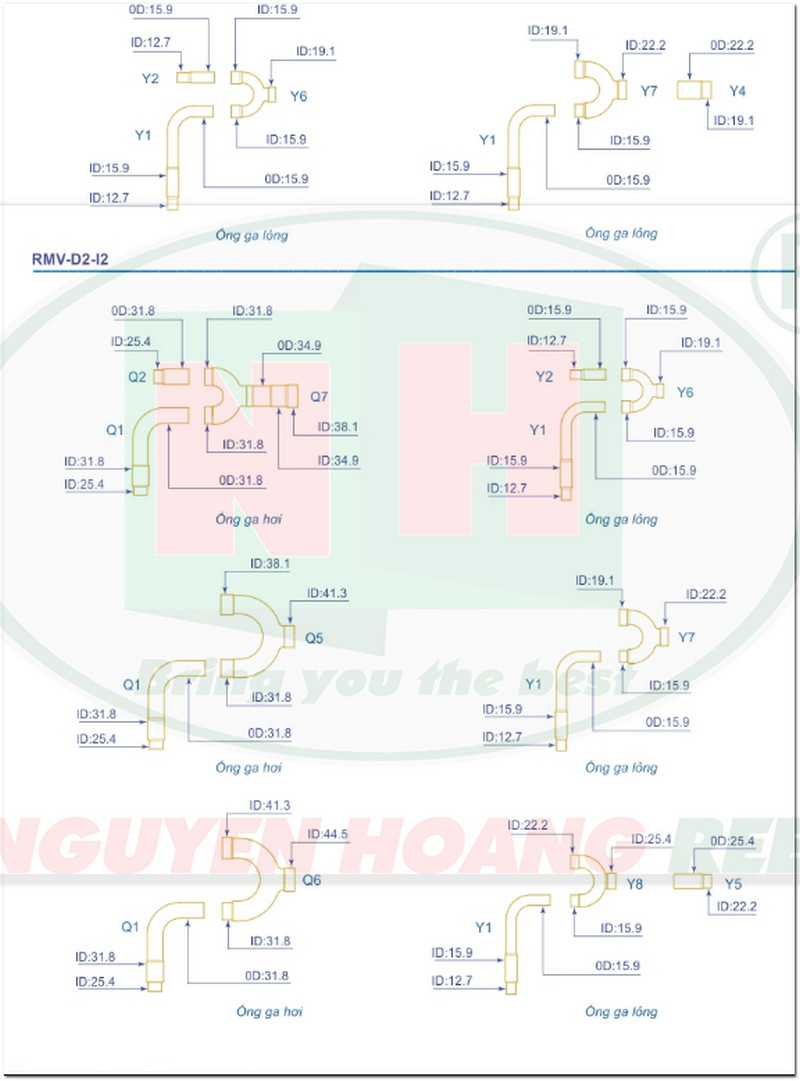 0D:15.9
ID:15.9
ID:12.7
ID:19.1
Y2
Y6
Y1
ID:15.9
ID:15.9
0D:15.9
ID:12.7
Ống ga lỏng
ID:19.1
ID:22.2
0D:22.2
Y7
Y4
ID:19.1
Y1
ID:15.9
ID:15.9
0D:15.9
ID:12.7
Ống ga lỏng
RMV-D2-I2
0D:31.8
ID:31.8
ID:25.4
0D:34.9
Q2
Q7
Q1
ID:38.1
ID:31.8
ID:31.8
ID:34.9
ID:25.4
0D:31.8
Ống ga hơi
0D:15.9
ID:15.9
ID:12.7
ID:19.1
Y2
Y6
Y1
ID:15.9
ID:15.9
0D:15.9
ID:12.7
Ống ga lỏng
ID:38.1
ID:41.3
Q5
Q1
ID:31.8
ID:31.8
0D:31.8
ID:25.4
Ống ga hơi
ID:19.1
ID:22.2
Y7
Y1
ID:15.9
ID:15.9
0D:15.9
ID:12.7
Ống ga lỏng
Bring you the best
ID:41.3
ID:44.5
Q6
Q1
ID:31.8
ID:31.8
0D:31.8
ID:25.4
Ống ga hơi
ID:22.2
ID:25.4
0D:25.4
Y8
Y5
ID:22.2
Y1
ID:15.9
ID:15.9
0D:15.9
ID:12.7
Ống ga lỏng
NH
NGUYEN HOANG REE